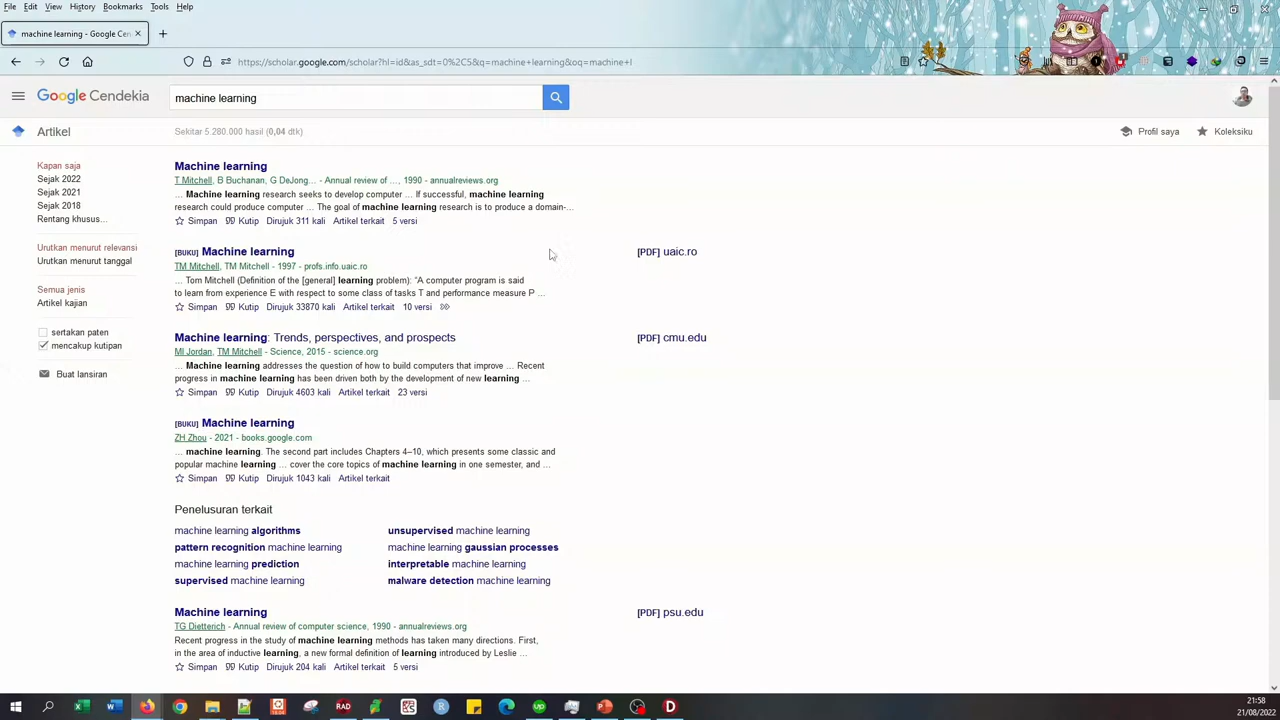 File Edit View History Bookmarks Tools Help
machine learning - Google Cen
https://scholar.google.com/scholar?hl=id&as_sdt=0%2C5&q=machine+learning&oq=machine+l
Google Cendekia
machine learning
Artikel
Sekitar 5.280.000 hasil (0,04 dtk)
Profil saya
Koleksiku
Kapan saja
Sejak 2022
Sejak 2021
Sejak 2018
Rentang khusus...
Urutkan menurut relevansi
Urutkan menurut tanggal
Semua jenis
Artikel kajian
sertakan paten
mencakup kutipan
Buat lansiran
Machine learning
T Mitchell, B Buchanan, G DeJong... - Annual review of ..., 1990 - annualreviews.org
... Machine learning research seeks to develop computer ... If successful, machine learning
research could produce computer ... The goal of machine learning research is to produce a domain-...
Simpan Kutip Dirujuk 311 kali Artikel terkait 5 versi
[BUKU] Machine learning
[PDF] uaic.ro
TM Mitchell, TM Mitchell - 1997 - profs.info.uaic.ro
... Tom Mitchell (Definition of the [general] learning problem): “A computer program is said
to learn from experience E with respect to some class of tasks T and performance measure P ...
Simpan Kutip Dirujuk 33870 kali Artikel terkait 10 versi
Machine learning: Trends, perspectives, and prospects
[PDF] cmu.edu
MI Jordan, TM Mitchell - Science, 2015 - science.org
... Machine learning addresses the question of how to build computers that improve ... Recent
progress in machine learning has been driven both by the development of new learning ...
Simpan Kutip Dirujuk 4603 kali Artikel terkait 23 versi
[BUKU] Machine learning
ZH Zhou - 2021 - books.google.com
... machine learning. The second part includes Chapters 4–10, which presents some classic and
popular machine learning ... cover the core topics of machine learning in one semester, and ...
Simpan Kutip Dirujuk 1043 kali Artikel terkait
Penelusuran terkait
machine learning algorithms
unsupervised machine learning
pattern recognition machine learning
machine learning gaussian processes
machine learning prediction
interpretable machine learning
supervised machine learning
malware detection machine learning
Machine learning
[PDF] psu.edu
TG Dietterich - Annual review of computer science, 1990 - annualreviews.org
Recent progress in the study of machine learning methods has taken many directions. First,
in the area of inductive learning, a new formal definition of learning introduced by Leslie ...
Simpan Kutip Dirujuk 204 kali Artikel terkait 5 versi
21:58
21/08/2022